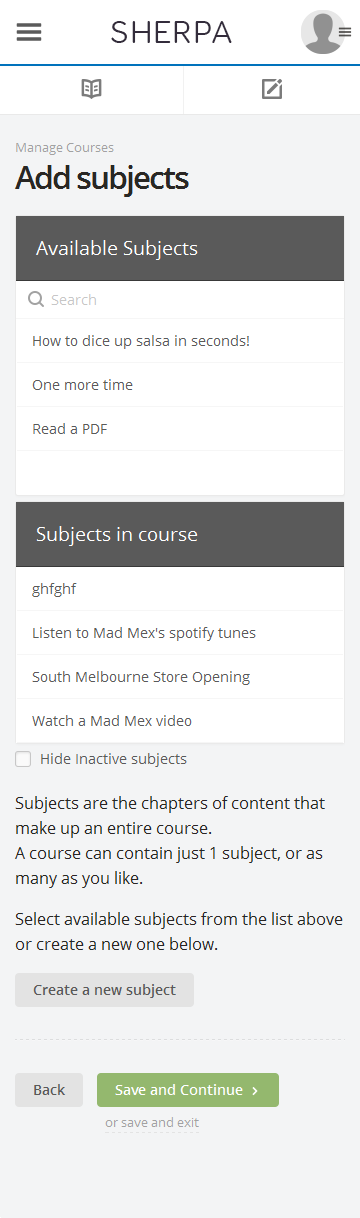 SHERPA
Manage Courses
Add subjects
Available Subjects
Search
How to dice up salsa in seconds!
One more time
Read a PDF
Subjects in course
ghfghf
Listen to Mad Mex's spotify tunes
South Melbourne Store Opening
Watch a Mad Mex video
Hide Inactive subjects
Subjects are the chapters of content that
make up an entire course.
A course can contain just 1 subject, or as
many as you like.
Select available subjects from the list above
or create a new one below.
Create a new subject
Back
Save and Continue ›
or save and exit